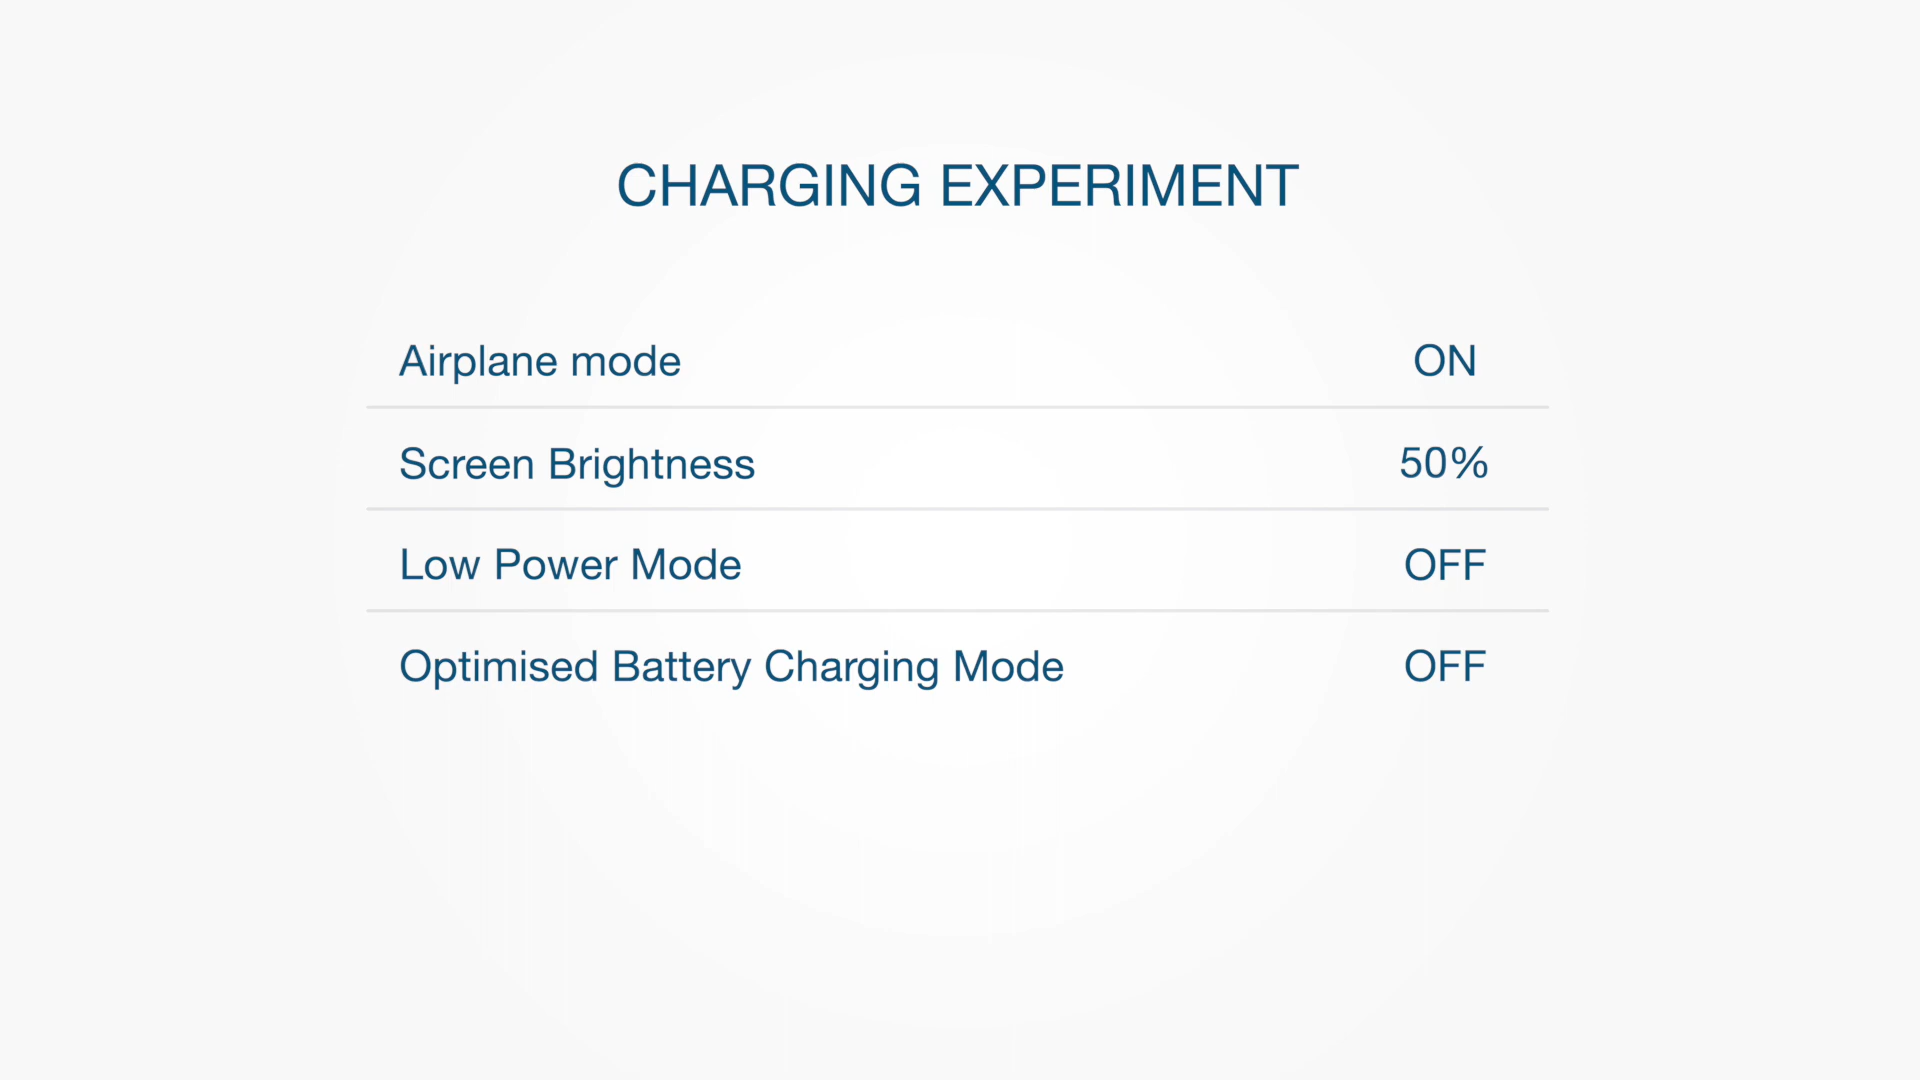 CHARGING EXPERIMENT
Airplane mode ON
Screen Brightness 50%
Low Power Mode OFF
Optimised Battery Charging Mode OFF